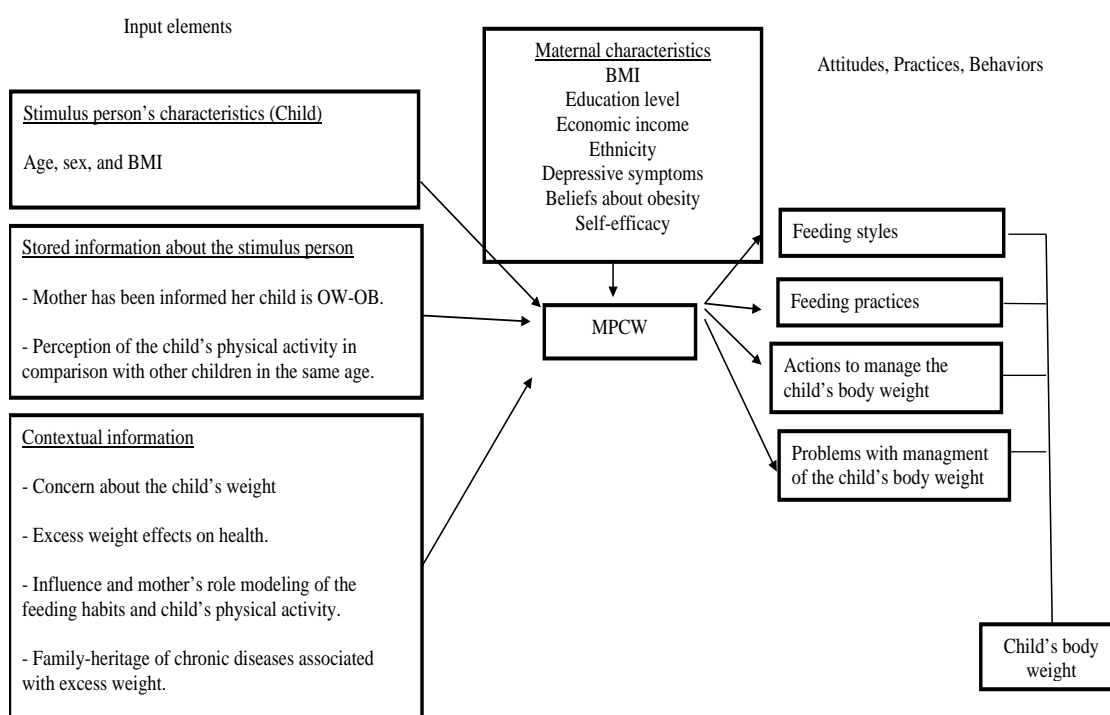 Input elements
Stimulus person’s characteristics (Child)
Age, sex, and BMI
Stored information about the stimulus person
- Mother has been informed her child is OW-OB.
- Perception of the child’s physical activity in
comparison with other children in the same age.
Contextual information
- Concern about the child’s weight
- Excess weight effects on health.
- Influence and mother’s role modeling of the
feeding habits and child’s physical activity.
- Family-heritage of chronic diseases associated
with excess weight.
Maternal characteristics
BMI
Education level
Economic income
Ethnicity
Depressive symptoms
Beliefs about obesity
Self-efficacy
MPCW
Attitudes, Practices, Behaviors
Feeding styles
Feeding practices
Actions to manage the
child’s body weight
Problems with managment
of the child’s body weight
Child’s body
weight